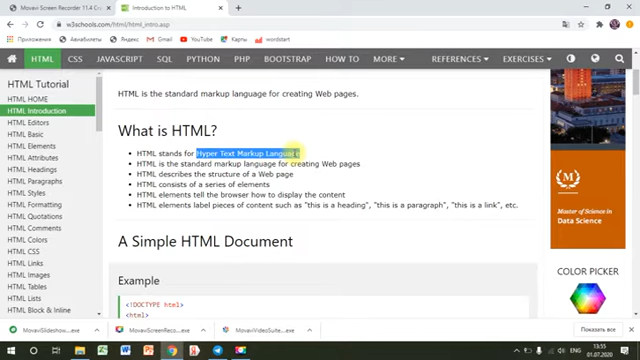 Movavi Screen Recorder 11.4 Cra
Introduction to HTML
w3schools.com/html/html_intro.asp
Приложения
Авиабилеты
Яндекс
Gmail
YouTube
Карты
wordstart
HTML
CSS
JAVASCRIPT
SQL
PYTHON
PHP
BOOTSTRAP
HOW TO
MORE
REFERENCES
EXERCISES
HTML Tutorial
HTML HOME
HTML Introduction
HTML Editors
HTML Basic
HTML Elements
HTML Attributes
HTML Headings
HTML Paragraphs
HTML Styles
HTML Formatting
HTML Quotations
HTML Comments
HTML Colors
HTML CSS
HTML Links
HTML Images
HTML Tables
HTML Lists
HTML Block & Inline
HTML is the standard markup language for creating Web pages.
What is HTML?
HTML stands for Hyper Text Markup Language
HTML is the standard markup language for creating Web pages
HTML describes the structure of a Web page
HTML consists of a series of elements
HTML elements tell the browser how to display the content
HTML elements label pieces of content such as "this is a heading", "this is a paragraph", "this is a link", etc.
A Simple HTML Document
Example
<!DOCTYPE html>
<html>
M
Master of Science in
Data Science
COLOR PICKER
MovaviSlideshow....exe
MovaviScreenReco....exe
MovaviVideoSuite....exe
Показать все
ENG
13:55
01.07.2020